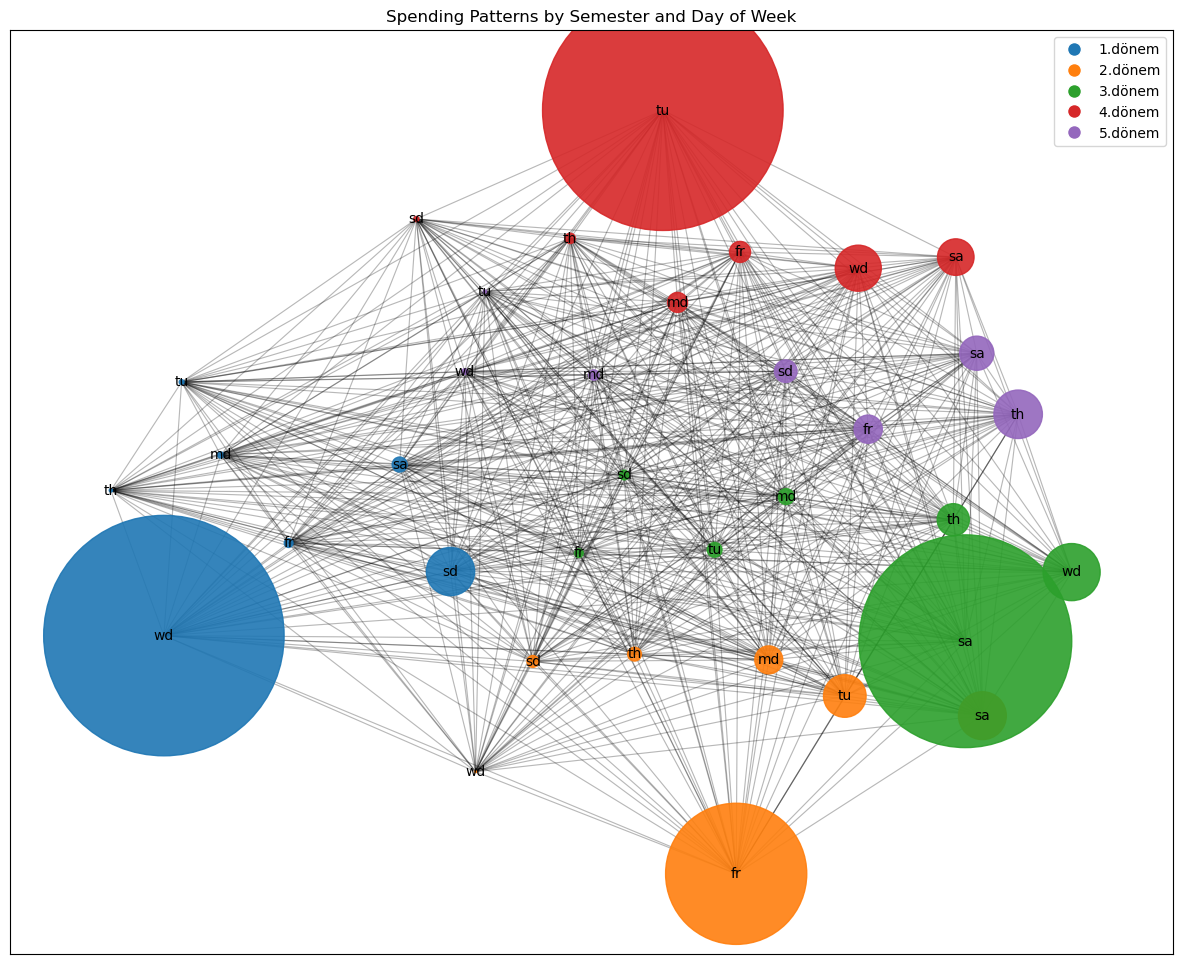 Spending Patterns by Semester and Day of Week
1.dönem
2.dönem
3.dönem
4.dönem
5.dönem
tu
sd
th
fr
wd
sa
tu
md
sa
wd
md
sd
tu
th
fr
md
sa
sd
th
md
th
fr
fr
tu
sd
wd
wd
sa
th
sd
md
tu
sa
wd
fr